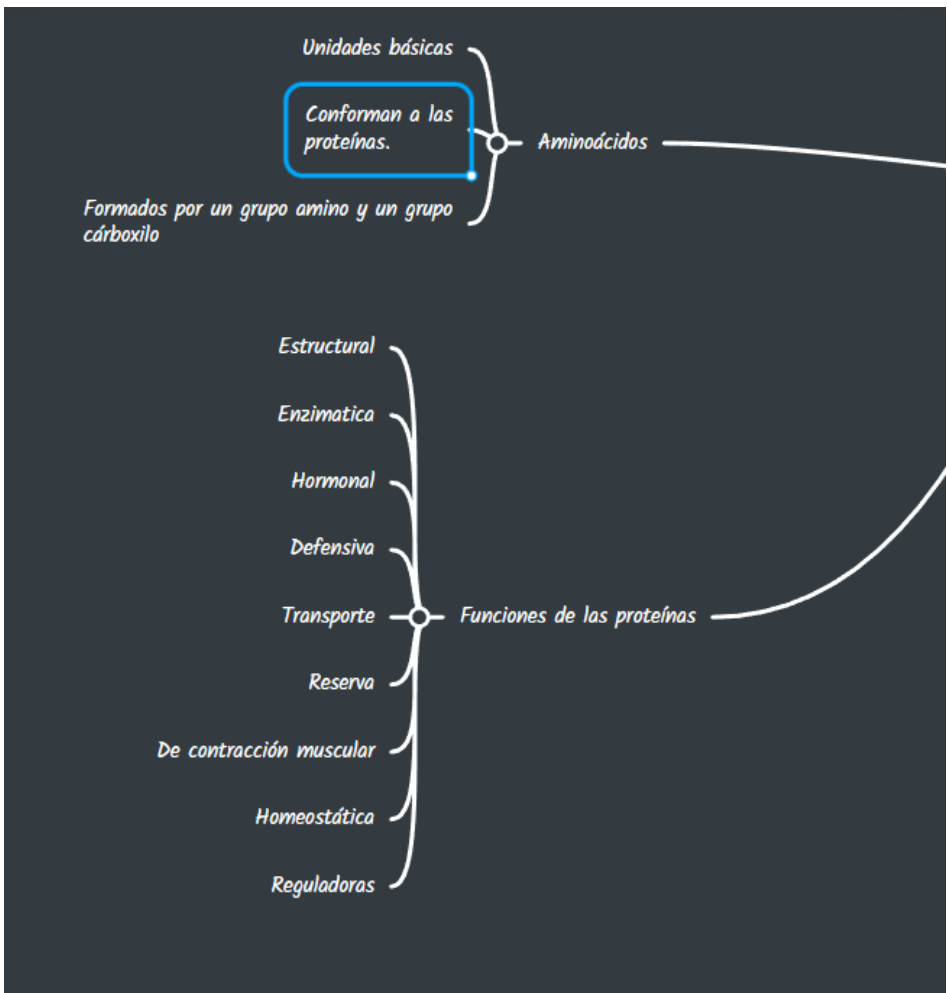 Unidades básicas
Conforman a las
proteínas.
Aminoácidos
Formados por un grupo amino y un grupo
cárboxilo
Estructural
Enzimatica
Hormonal
Defensiva
Transporte
Funciones de las proteínas
Reserva
De contracción muscular
Homeostática
Reguladoras